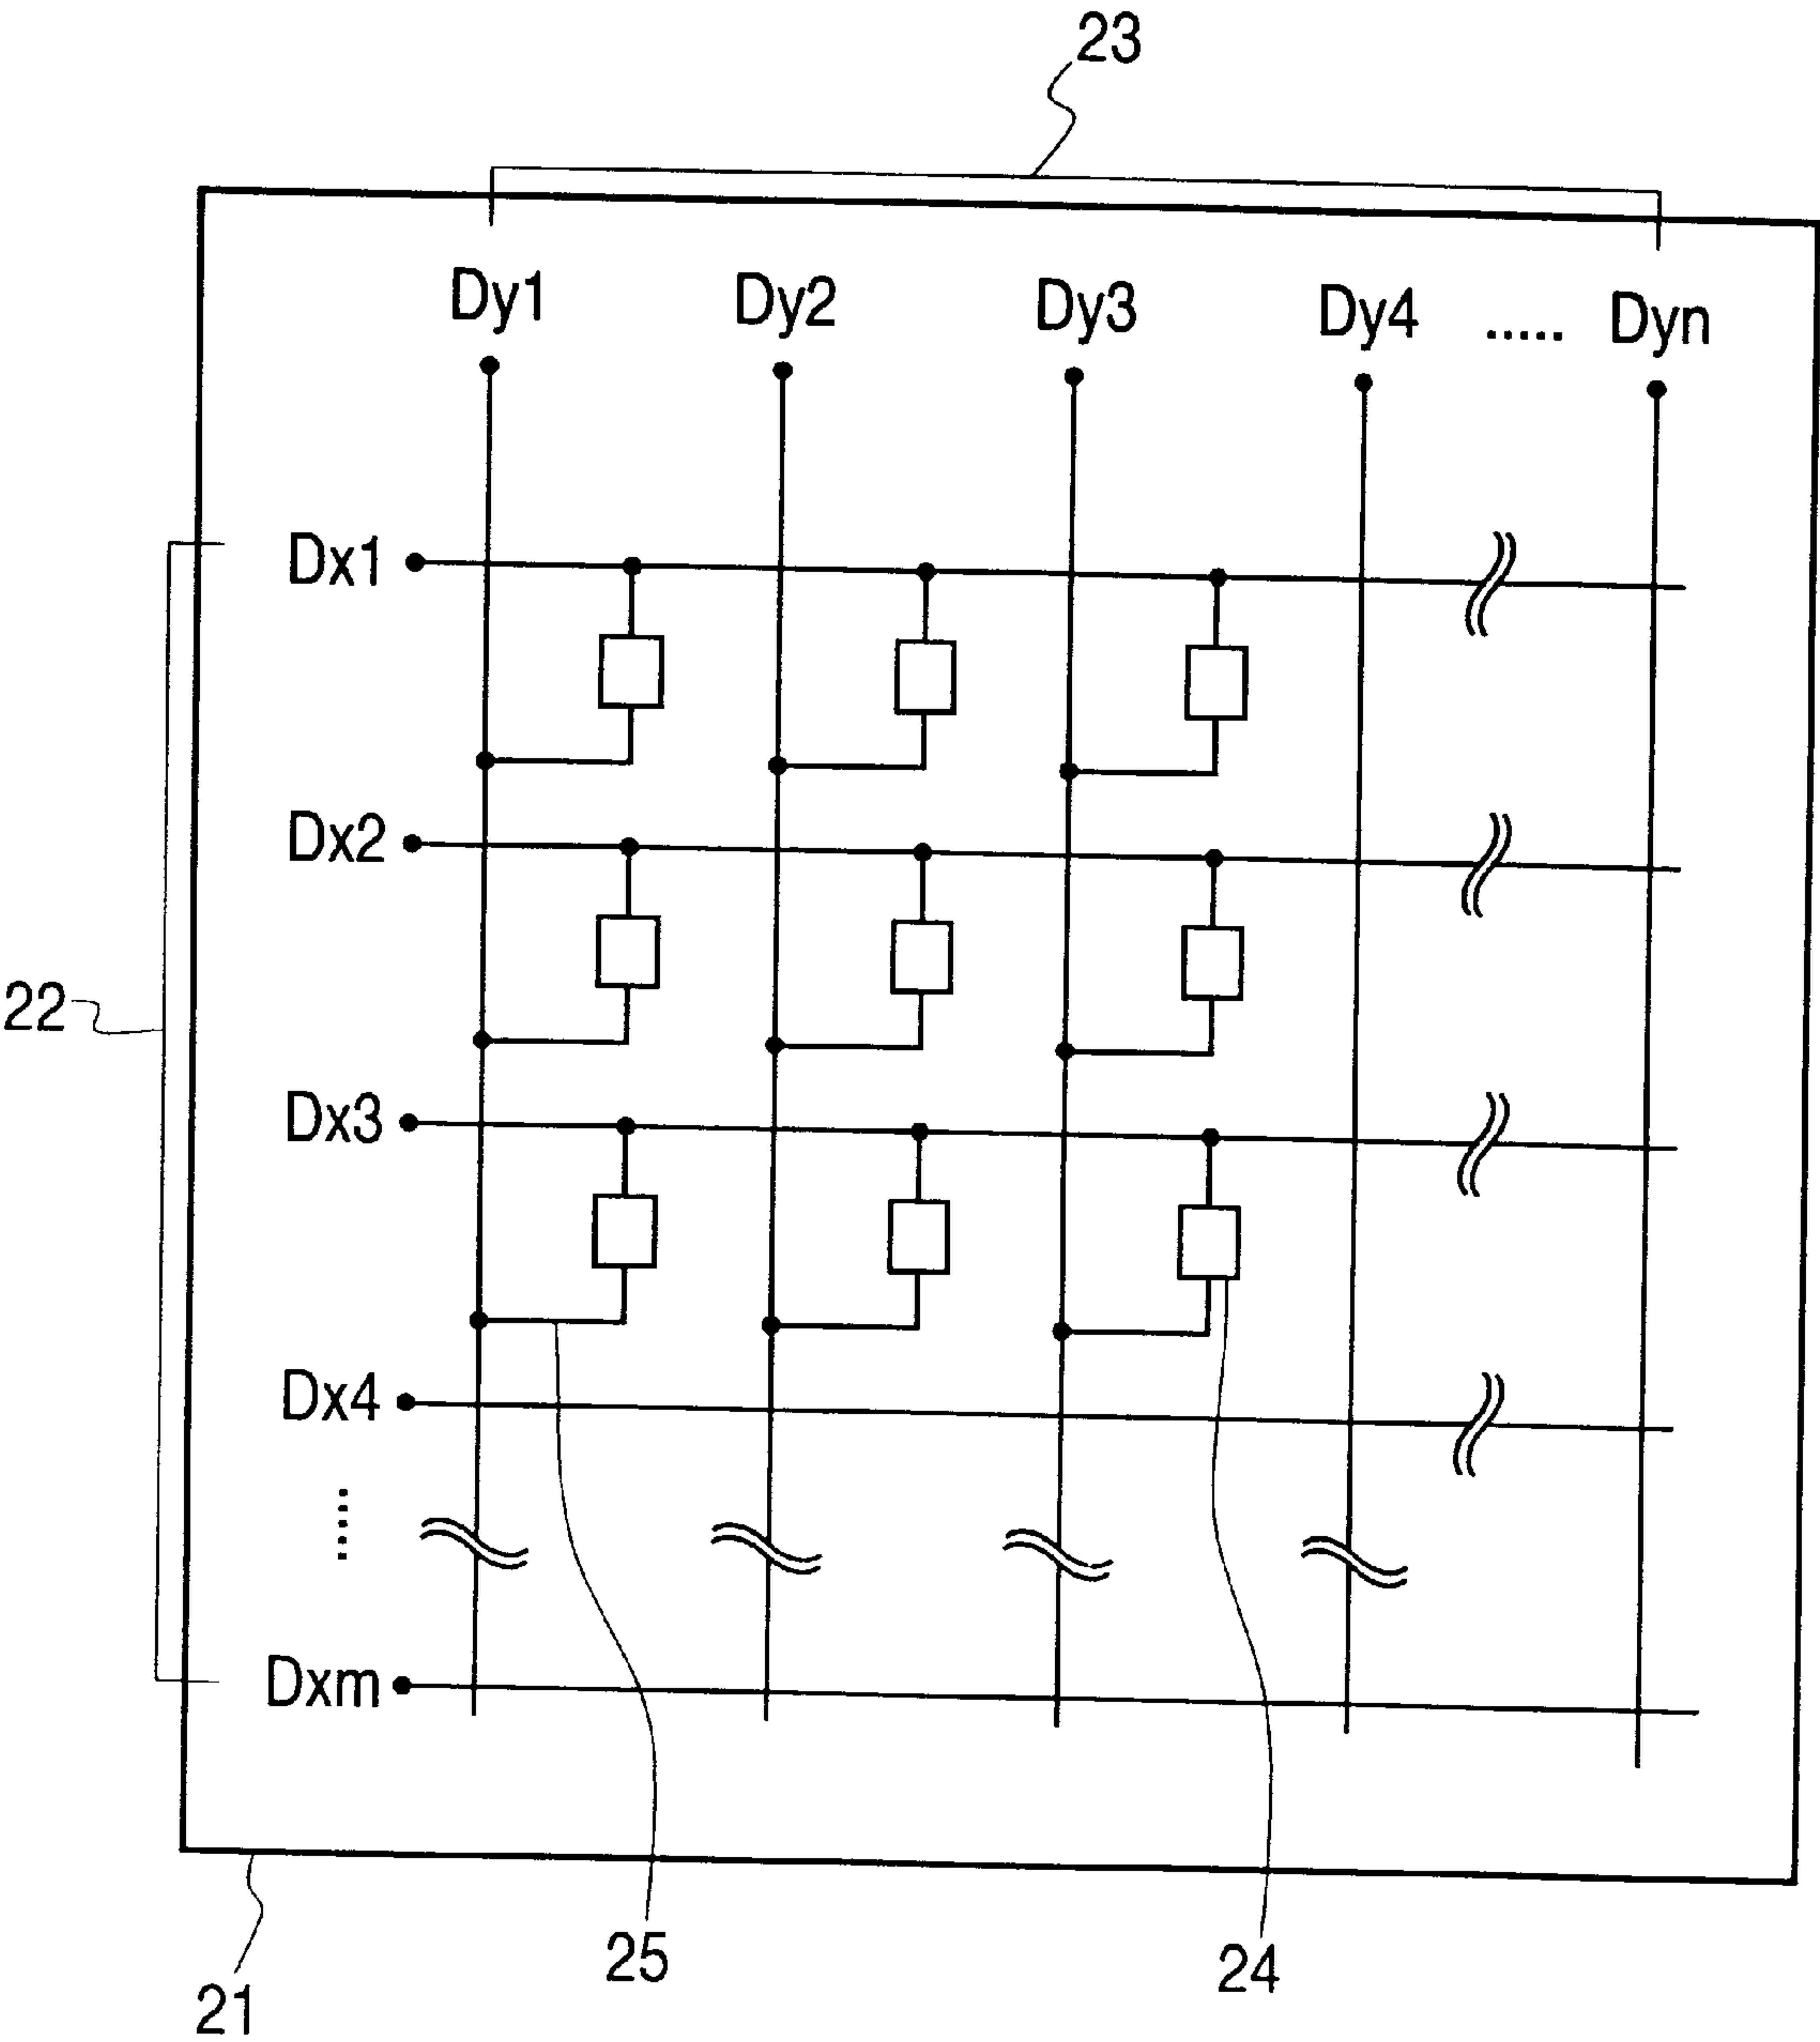 23
Dy1 Dy2 Dy3 Dy4 ..... Dyn
Dx1
Dx2
22
Dx3
Dx4
.....
Dxm
25
24
21